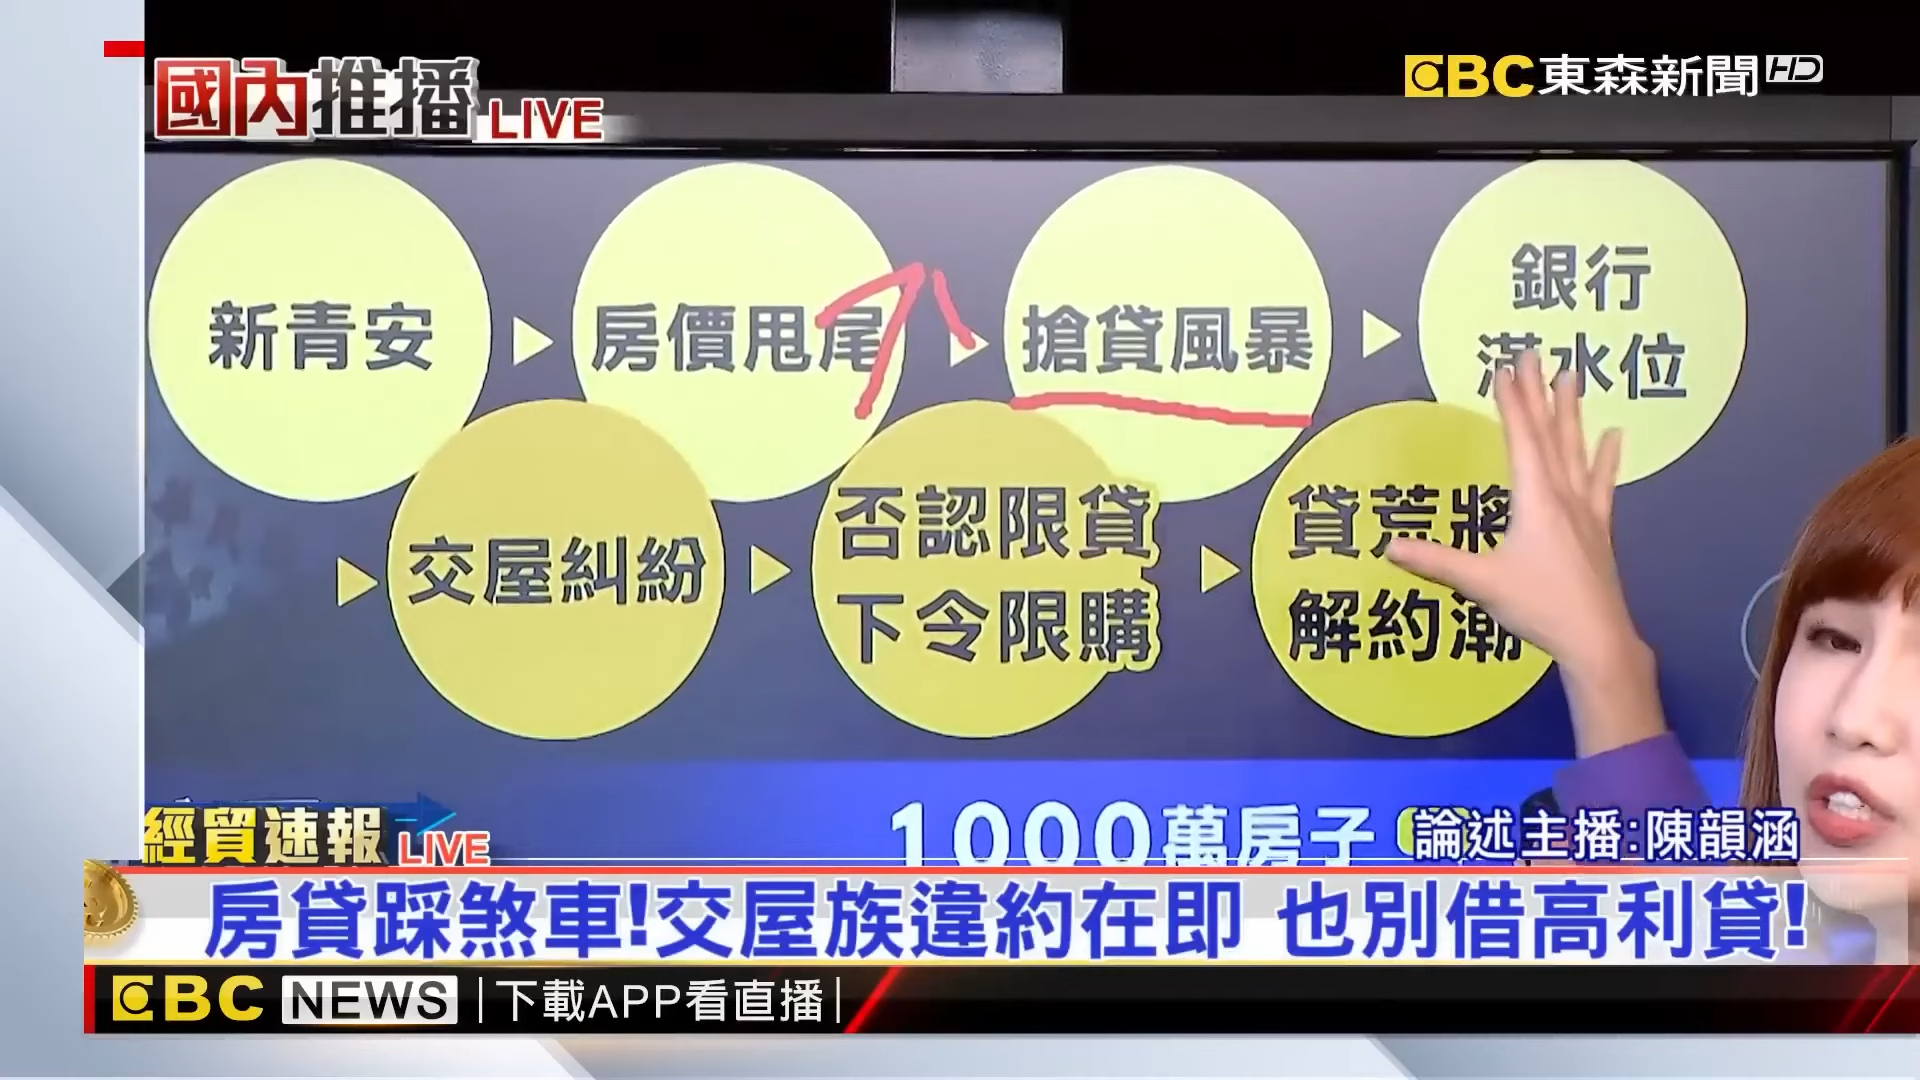 國內推播 LIVE
EBC東森新聞HD
新青安
房價甩尾
搶貸風暴
銀行
滿水位
交屋糾紛
否認限貸
下令限購
貸荒將
解約潮
1000萬房子
經貿速報 LIVE
論述主播:陳韻涵
房貸踩煞車!交屋族違約在即 也別借高利貸!
EBC NEWS |下載APP看直播|